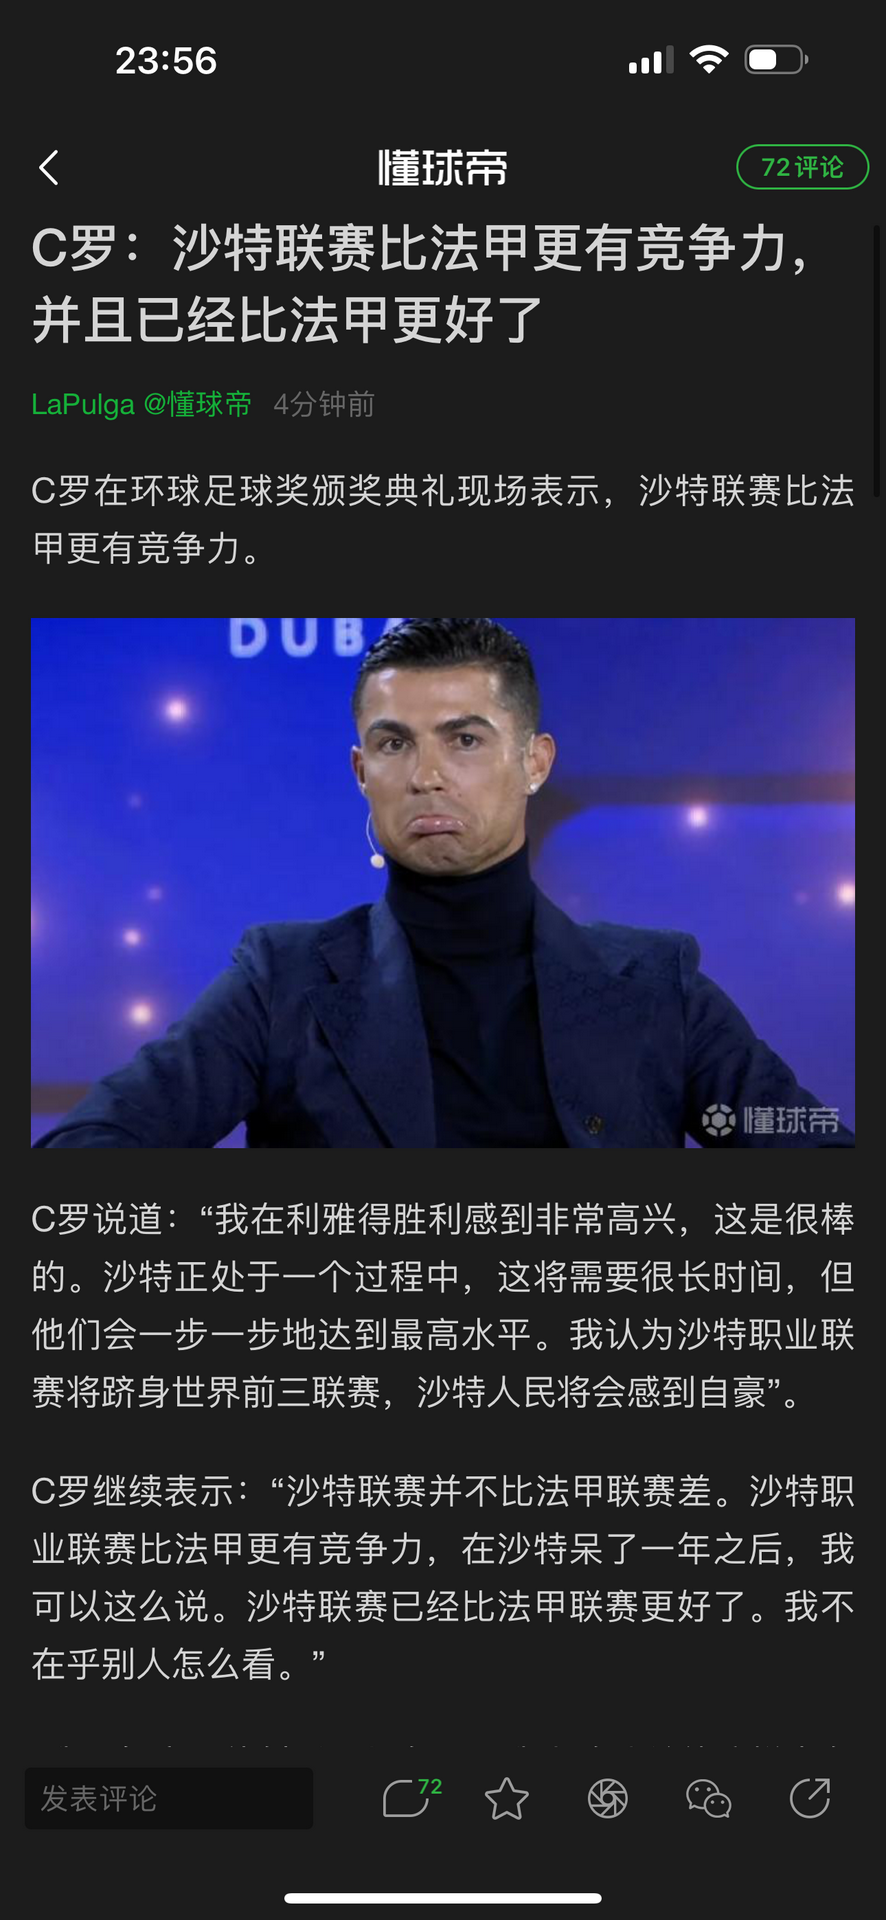 23:56
懂球帝
72评论
C罗：沙特联赛比法甲更有竞争力，
并且已经比法甲更好了
LaPulga @懂球帝 4分钟前
C罗在环球足球奖颁奖典礼现场表示，沙特联赛比法
甲更有竞争力。
DUBA
懂球帝
C罗说道：“我在利雅得胜利感到非常高兴，这是很棒
的。沙特正处于一个过程中，这将需要很长时间，但
他们会一步一步地达到最高水平。我认为沙特职业联
赛将跻身世界前三联赛，沙特人民将会感到自豪”。
C罗继续表示：“沙特联赛并不比法甲联赛差。沙特职
业联赛比法甲更有竞争力，在沙特呆了一年之后，我
可以这么说。沙特联赛已经比法甲联赛更好了。我不
在乎别人怎么看。”
发表评论
72